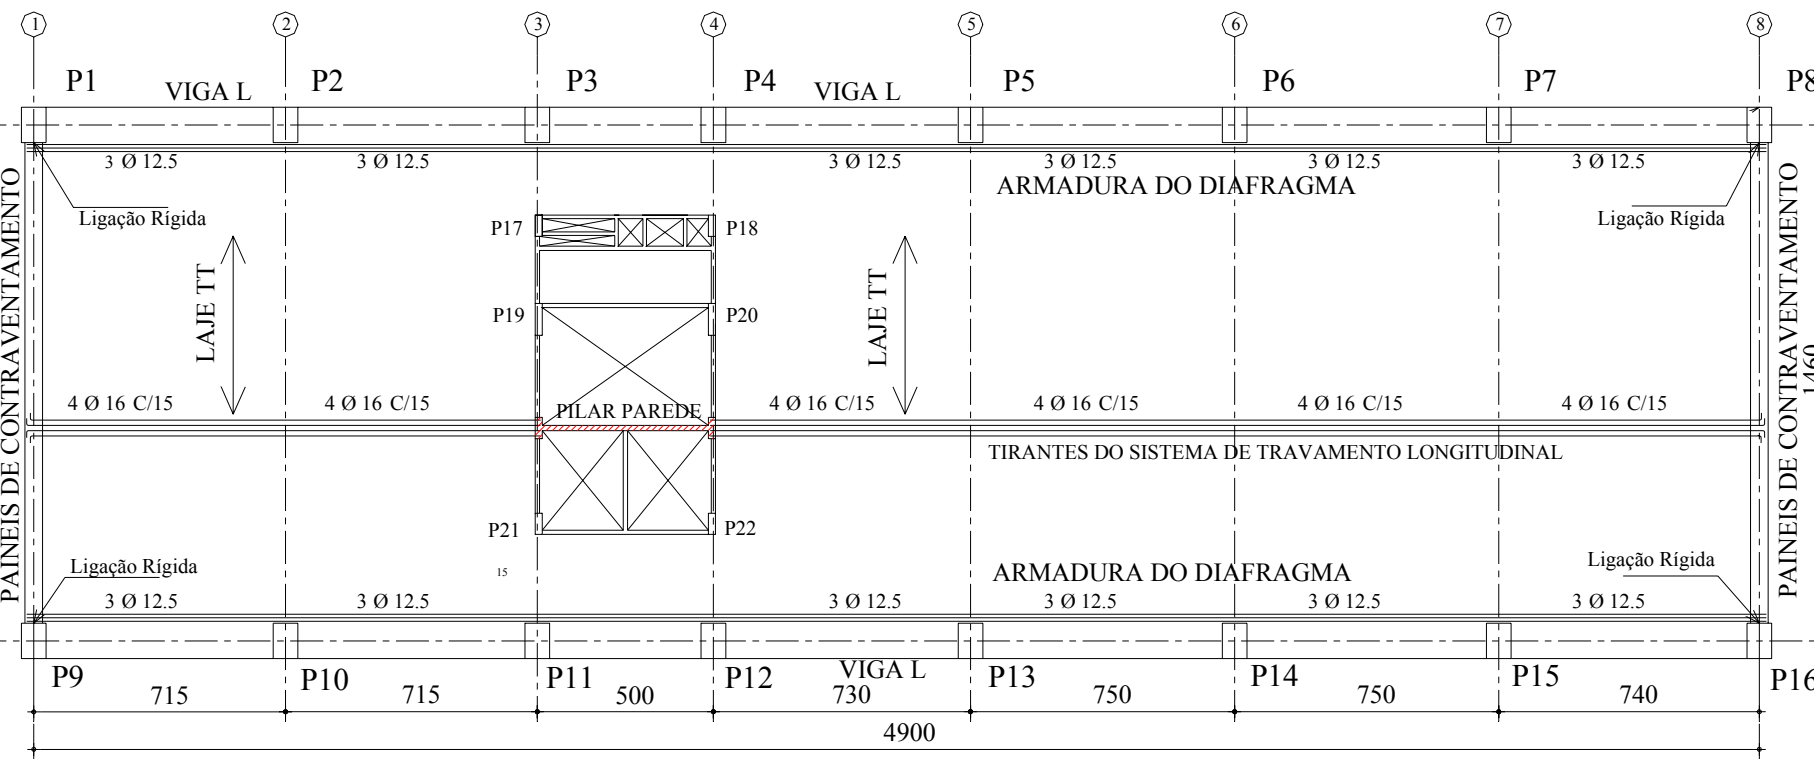 1 2 3 4 5 6 7 8
P1 P2 P3 P4 P5 P6 P7 P8
VIGA L VIGA L
3 Ø 12.5 3 Ø 12.5 3 Ø 12.5 3 Ø 12.5 3 Ø 12.5 3 Ø 12.5
ARMADURA DO DIAFRAGMA
Ligação Rígida Ligação Rígida
P17 P18
PAINEIS DE CONTRAVENTAMENTO
LAJE TT
LAJE TT
PAINEIS DE CONTRAVENTAMENTO
1460
P19 P20
4 Ø 16 C/15 4 Ø 16 C/15 4 Ø 16 C/15 4 Ø 16 C/15 4 Ø 16 C/15 4 Ø 16 C/15
PILAR PAREDE
TIRANTES DO SISTEMA DE TRAVAMENTO LONGITUDINAL
P21 P22
Ligação Rígida Ligação Rígida
15
ARMADURA DO DIAFRAGMA
3 Ø 12.5 3 Ø 12.5 3 Ø 12.5 3 Ø 12.5 3 Ø 12.5 3 Ø 12.5
VIGA L
P9 P10 P11 P12 P13 P14 P15 P16
715 715 500 730 750 750 740
4900